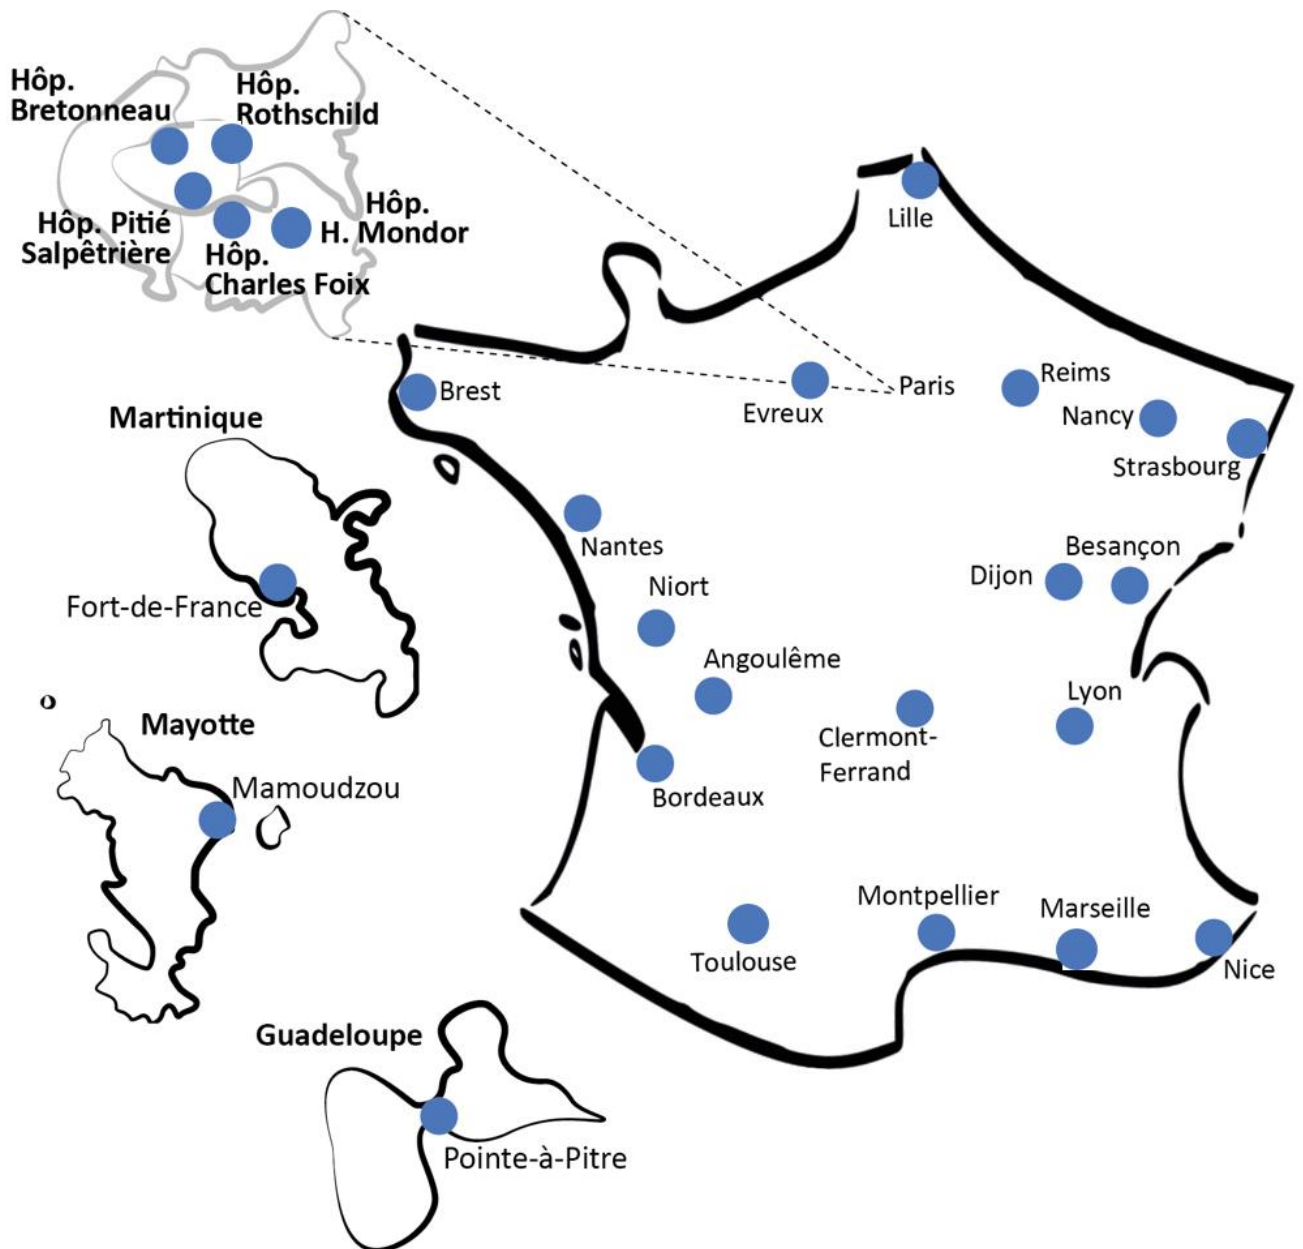 Hôp.
Bretonneau
Hôp.
Rothschild
Hôp. Pitié
Salpêtrière
Hôp.
Charles Foix
Hôp.
H. Mondor
Lille
Paris
Evreux
Reims
Nancy
Strasbourg
Brest
Martinique
Fort-de-France
Nantes
Niort
Besançon
Dijon
Angoulême
Lyon
Clermont-
Ferrand
Bordeaux
Mayotte
Mamoudzou
Montpellier
Marseille
Toulouse
Nice
Guadeloupe
Pointe-à-Pitre